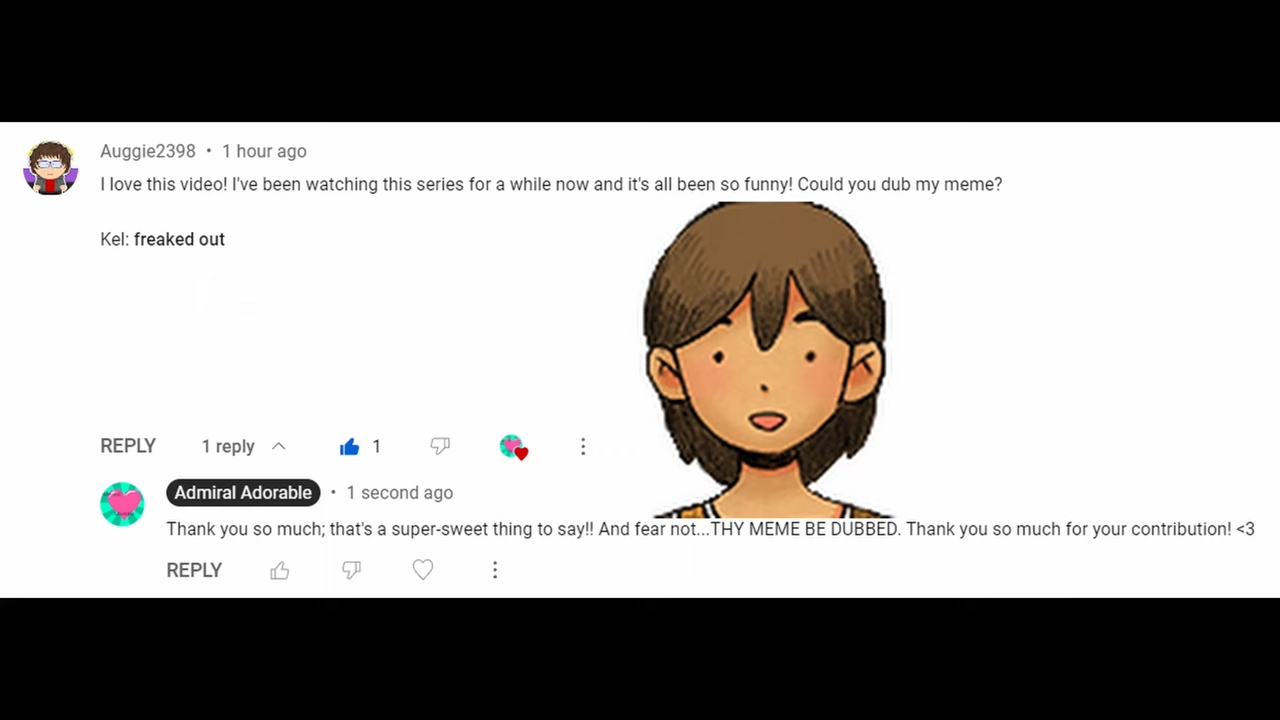 Auggie2398 • 1 hour ago
I love this video! I've been watching this series for a while now and it's all been so funny! Could you dub my meme?
Kel: freaked out
REPLY 1 reply 1
Admiral Adorable • 1 second ago
Thank you so much; that's a super-sweet thing to say!! And fear not...THY MEME BE DUBBED. Thank you so much for your contribution! <3
REPLY